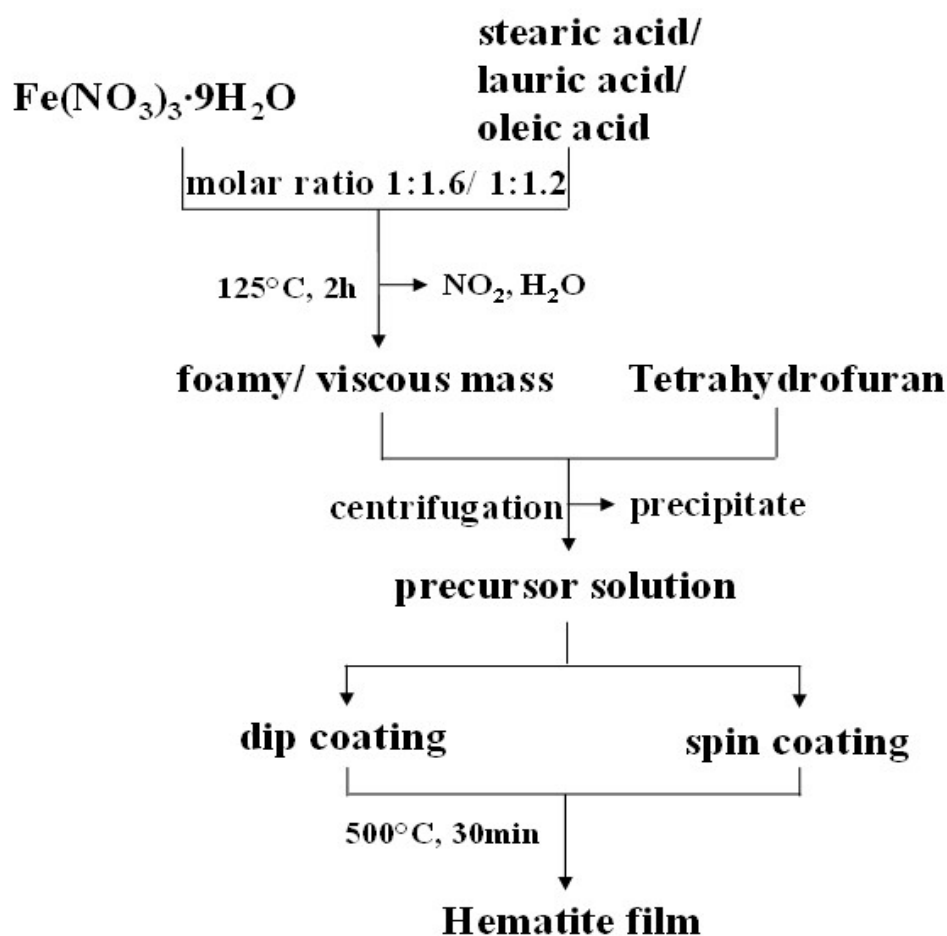 stearic acid/
lauric acid/
oleic acid
Fe(NO₃)₃·9H₂O
molar ratio 1:1.6/ 1:1.2
125°C, 2h
NO₂, H₂O
foamy/ viscous mass
Tetrahydrofuran
centrifugation
precipitate
precursor solution
dip coating
spin coating
500°C, 30min
Hematite film